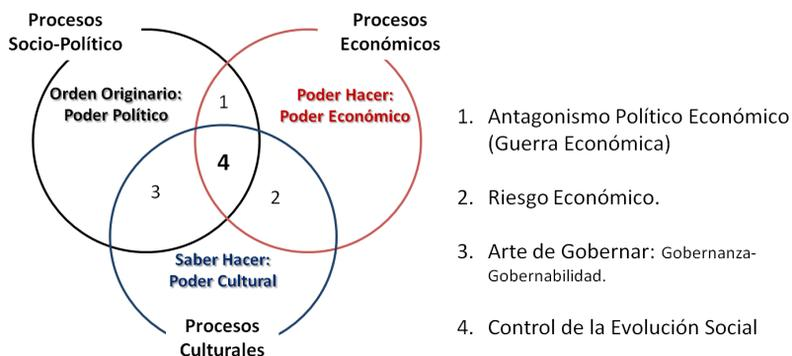 Procesos
Socio-Político
Procesos
Económicos
Orden Originario:
Poder Político
1
Poder Hacer:
Poder Económico
4
3
2
Saber Hacer:
Poder Cultural
Procesos
Culturales
1. Antagonismo Político Económico
(Guerra Económica)
2. Riesgo Económico.
3. Arte de Gobernar: Gobernanza-
Gobernabilidad.
4. Control de la Evolución Social